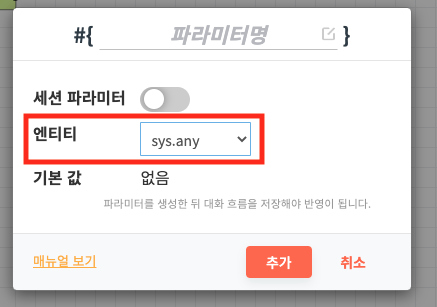 #{ 파라미터명 }
세션 파라미터
엔티티 sys.any
기본 값 없음
파라미터를 생성한 뒤 대화 흐름을 저장해야 반영이 됩니다.
매뉴얼 보기 추가 취소